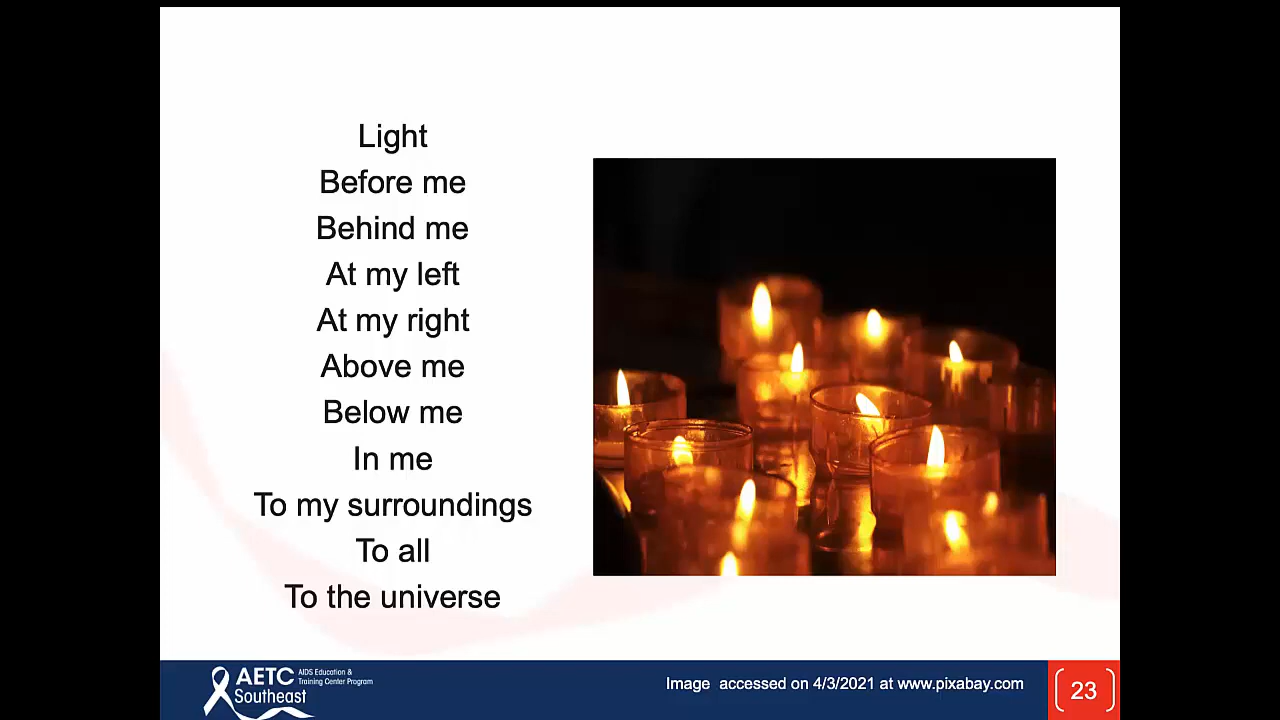 Light
Before me
Behind me
At my left
At my right
Above me
Below me
In me
To my surroundings
To all
To the universe
AETC
Southeast
AIDS Education &
Training Center Program
Image accessed on 4/3/2021 at www.pixabay.com
23